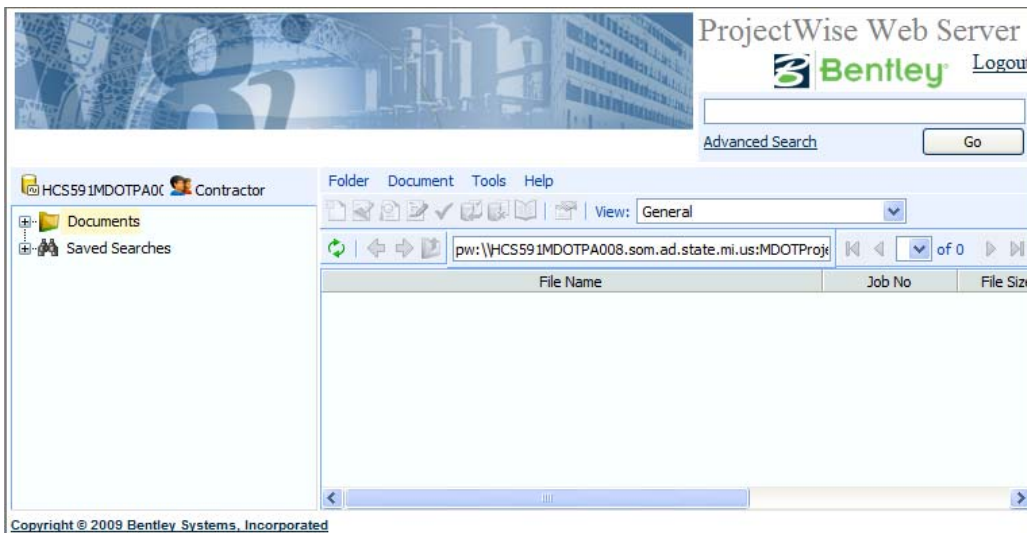 V8i
ProjectWise Web Server
Bentley
Logout
Advanced Search
Go
HCS591MDOTPA00
Contractor
Documents
Saved Searches
Folder Document Tools Help
View: General
pw:\\HCS591MDOTPA008.som.ad.state.mi.us:MDOTProje
of 0
File Name Job No File Size
Copyright © 2009 Bentley Systems, Incorporated